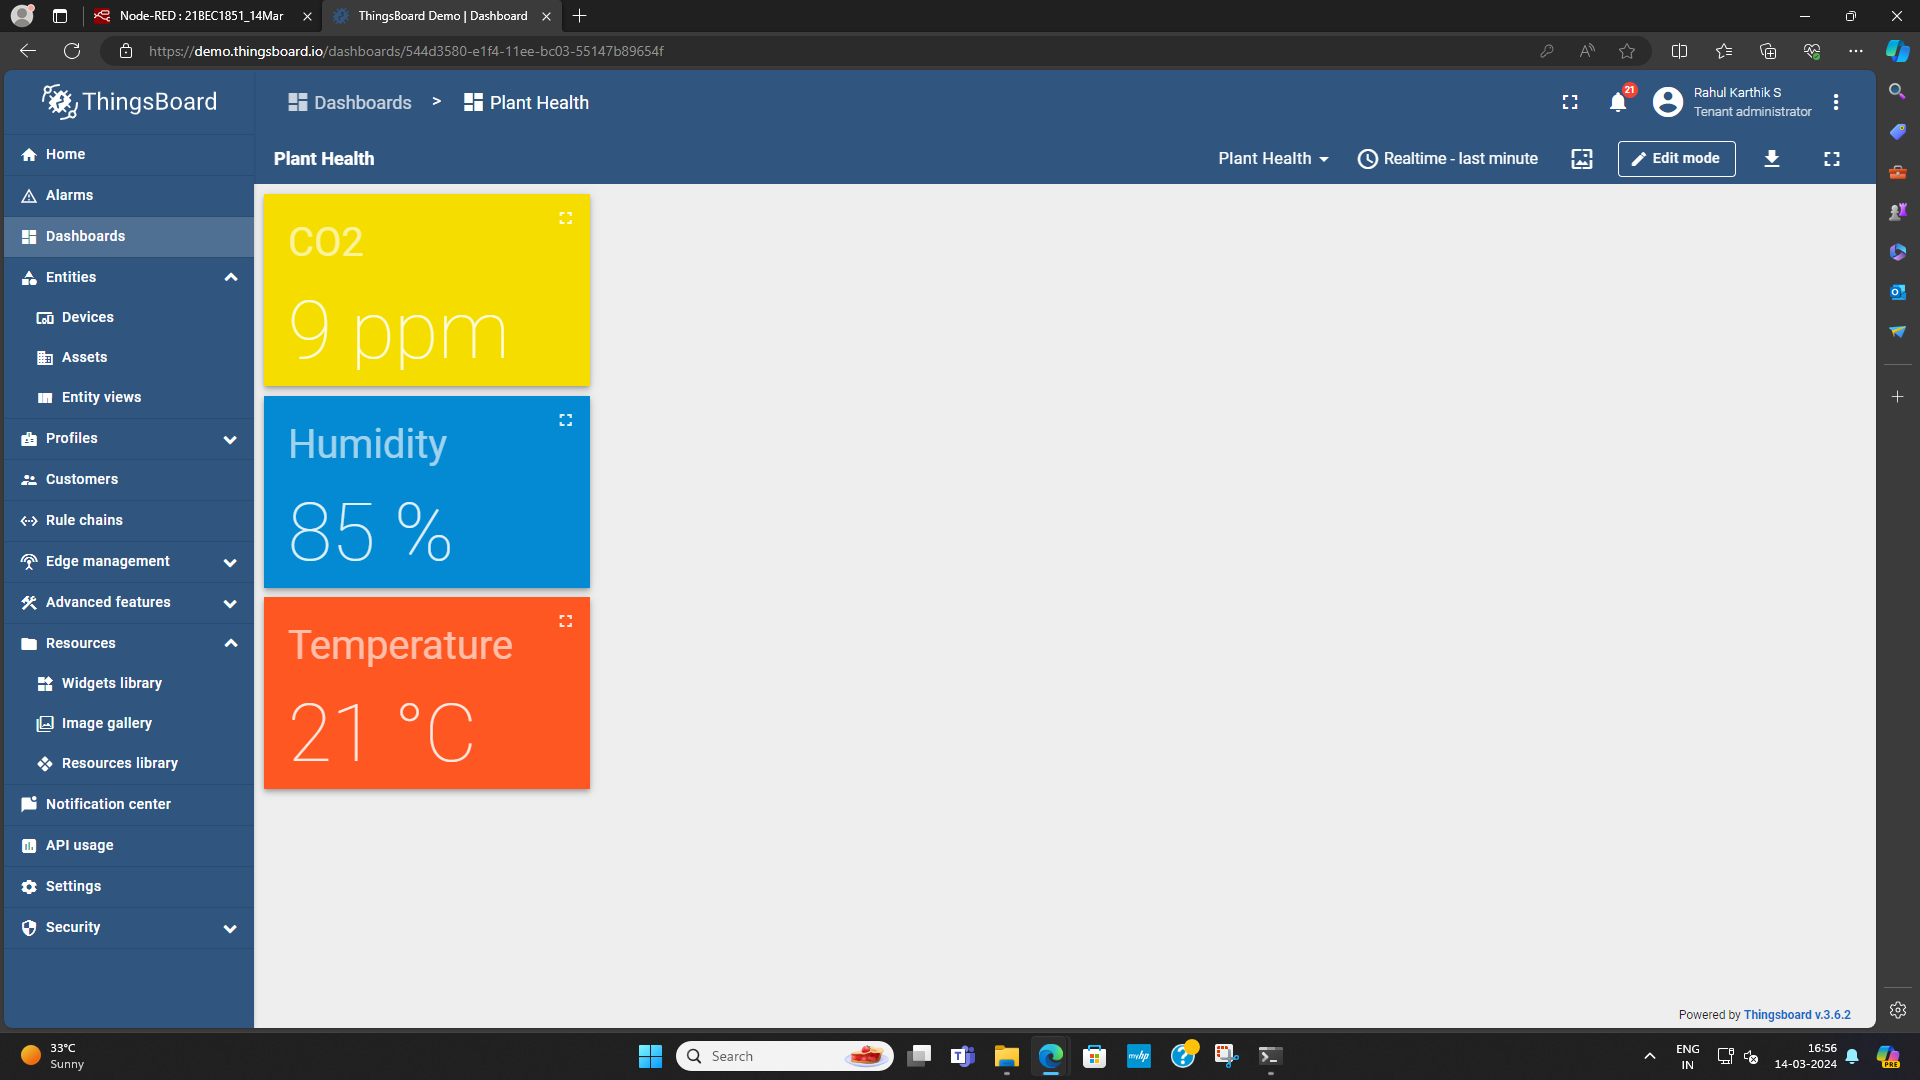 Node-RED : 21BEC1851_14Mar
ThingsBoard Demo | Dashboard
https://demo.thingsboard.io/dashboards/544d3580-e1f4-11ee-bc03-55147b89654f
ThingsBoard
Dashboards > Plant Health
21
Rahul Karthik S
Tenant administrator
Plant Health
Plant Health
Realtime - last minute
Edit mode
Home
Alarms
Dashboards
Entities
Devices
Assets
Entity views
Profiles
Customers
Rule chains
Edge management
Advanced features
Resources
Widgets library
Image gallery
Resources library
Notification center
API usage
Settings
Security
CO2
9 ppm
Humidity
85 %
Temperature
21 °C
Powered by Thingsboard v.3.6.2
33°C
Sunny
Search
myhp
ENG
IN
16:56
14-03-2024
PRE